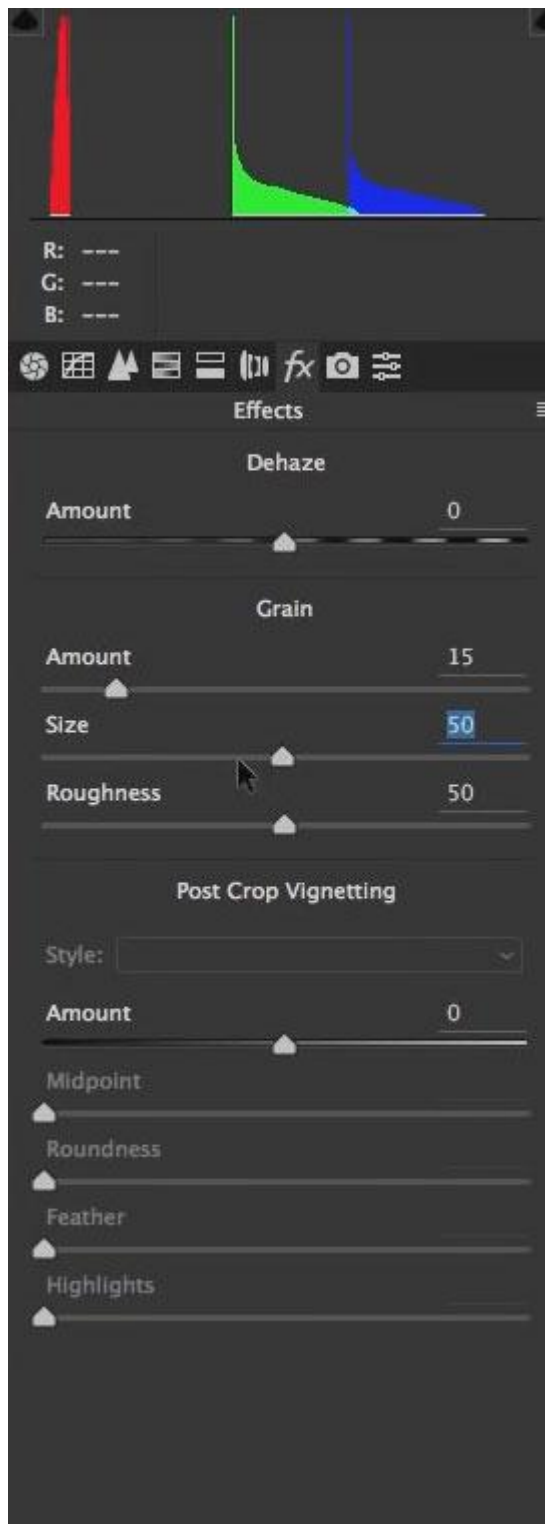 R: ---
G: ---
B: ---
fx
Effects
Dehaze
Amount 0
Grain
Amount 15
Size 50
Roughness 50
Post Crop Vignetting
Style:
Amount 0
Midpoint
Roundness
Feather
Highlights